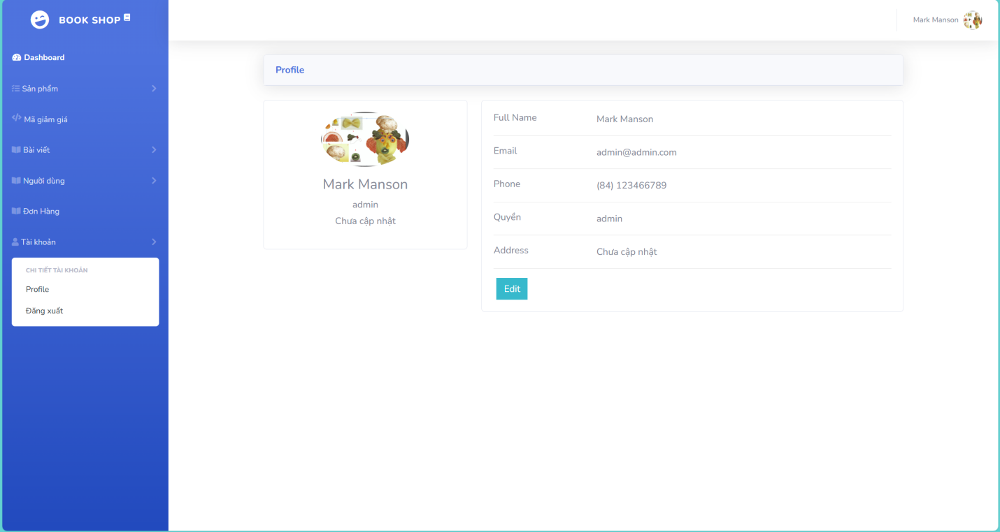 BOOK SHOP
Mark Manson
Dashboard
Sản phẩm
Mã giảm giá
Bài viết
Người dùng
Đơn Hàng
Tài khoản
CHI TIẾT TÀI KHOẢN
Profile
Đăng xuất
Profile
Mark Manson
admin
Chưa cập nhật
Full Name Mark Manson
Email admin@admin.com
Phone (84) 123466789
Quyền admin
Address Chưa cập nhật
Edit